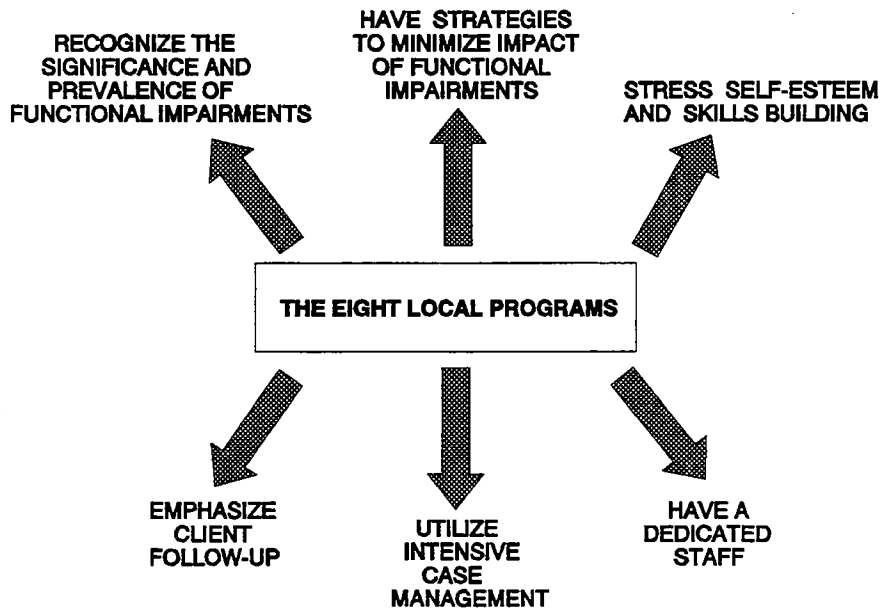 RECOGNIZE THE
SIGNIFICANCE AND
PREVALENCE OF
FUNCTIONAL IMPAIRMENTS
HAVE STRATEGIES
TO MINIMIZE IMPACT
OF FUNCTIONAL
IMPAIRMENTS
STRESS SELF-ESTEEM
AND SKILLS BUILDING
THE EIGHT LOCAL PROGRAMS
EMPHASIZE
CLIENT
FOLLOW-UP
UTILIZE
INTENSIVE
CASE
MANAGEMENT
HAVE A
DEDICATED
STAFF